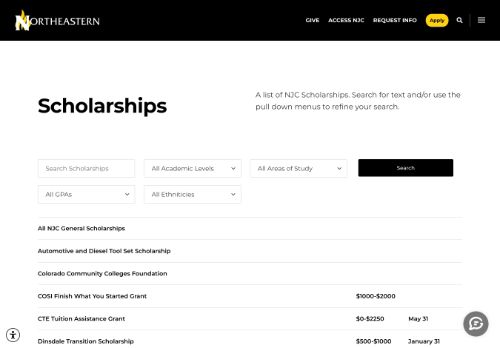 NORTHEASTERN
GIVE ACCESS NJC REQUEST INFO Apply
Scholarships
A list of NJC Scholarships. Search for text and/or use the
pull down menus to refine your search.
Search Scholarships All Academic Levels All Areas of Study Search
All GPAs All Ethnicities
All NJC General Scholarships
Automotive and Diesel Tool Set Scholarship
Colorado Community Colleges Foundation
COSI Finish What You Started Grant $1000-$2000
CTE Tuition Assistance Grant $0-$2250 May 31
Dinsdale Transition Scholarship $500-$1000 January 31